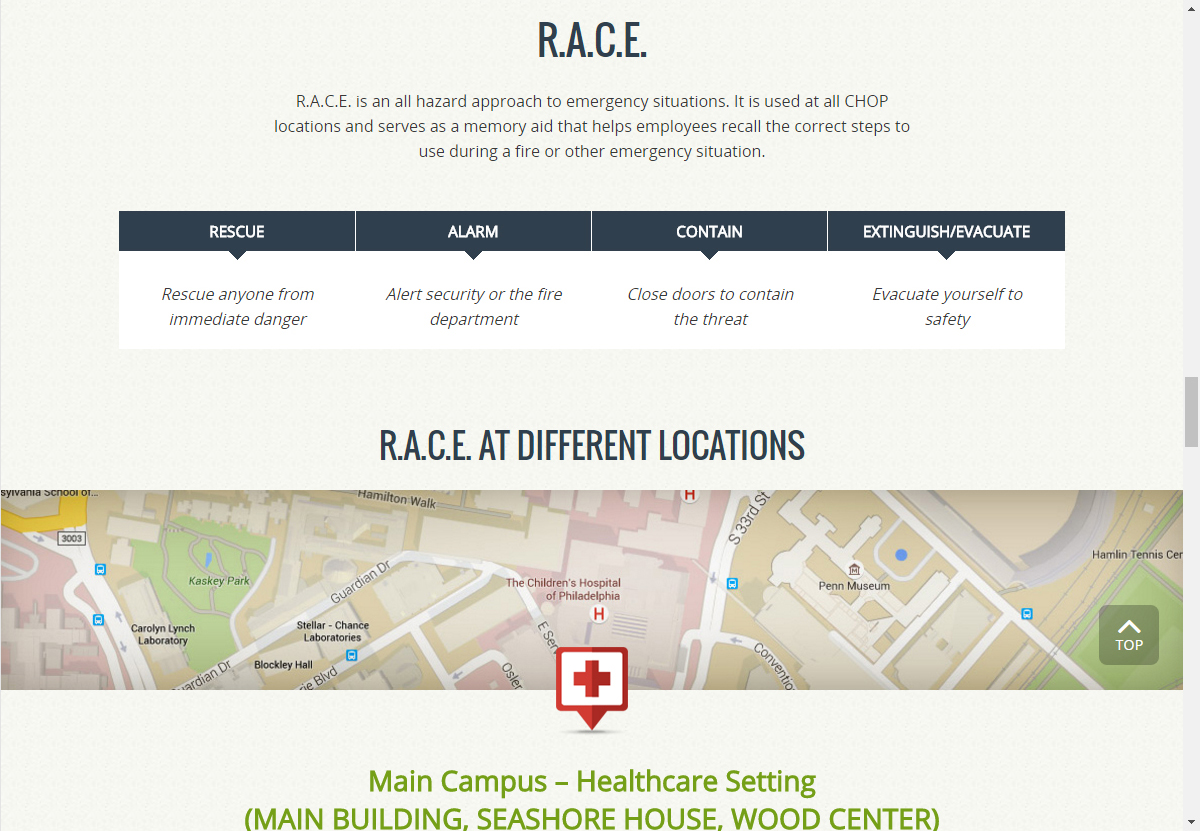 R.A.C.E.
R.A.C.E. is an all hazard approach to emergency situations. It is used at all CHOP
locations and serves as a memory aid that helps employees recall the correct steps to
use during a fire or other emergency situation.
RESCUE
Rescue anyone from
immediate danger
ALARM
Alert security or the fire
department
CONTAIN
Close doors to contain
the threat
EXTINGUISH/EVACUATE
Evacuate yourself to
safety
R.A.C.E. AT DIFFERENT LOCATIONS
sylvania School of...
Hamilton Walk
H
S 33rd St
3003
Hamlin Tennis Cer
Kaskey Park
Guardian Dr
The Children's Hospital
of Philadelphia
H
Penn Museum
Carolyn Lynch
Laboratory
Stellar - Chance
Laboratories
E Ser
Blockley Hall
uardian Dr
ie Blvd
Osler
Conventio
TOP
Main Campus – Healthcare Setting
(MAIN BUILDING, SEASHORE HOUSE, WOOD CENTER)